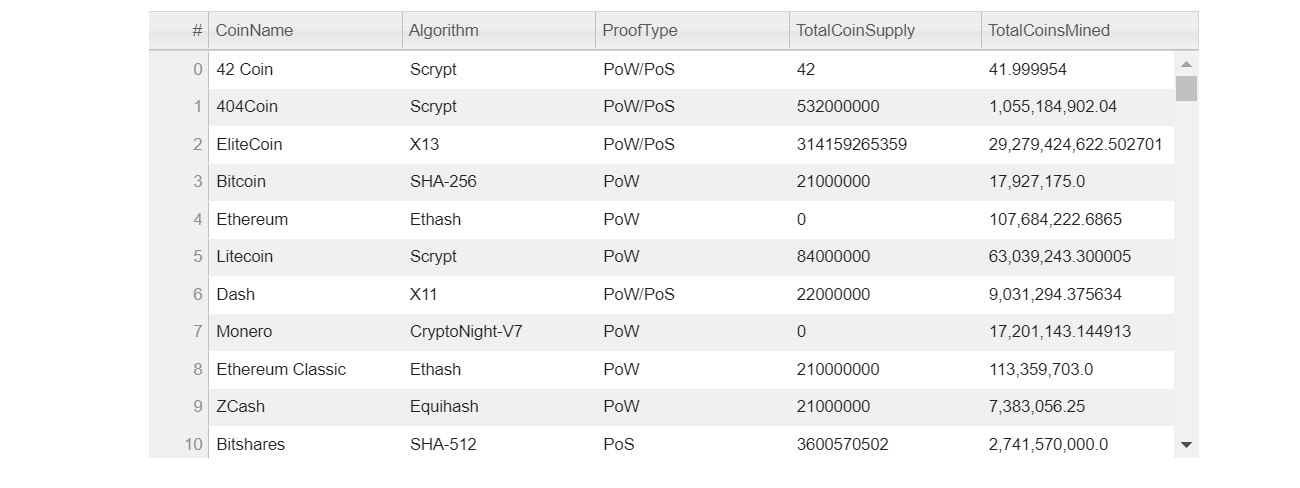 # CoinName Algorithm ProofType TotalCoinSupply TotalCoinsMined
0 42 Coin Scrypt PoW/PoS 42 41.999954
1 404Coin Scrypt PoW/PoS 532000000 1,055,184,902.04
2 EliteCoin X13 PoW/PoS 314159265359 29,279,424,622.502701
3 Bitcoin SHA-256 PoW 21000000 17,927,175.0
4 Ethereum Ethash PoW 0 107,684,222.6865
5 Litecoin Scrypt PoW 84000000 63,039,243.300005
6 Dash X11 PoW/PoS 22000000 9,031,294.375634
7 Monero CryptoNight-V7 PoW 0 17,201,143.144913
8 Ethereum Classic Ethash PoW 210000000 113,359,703.0
9 ZCash Equihash PoW 21000000 7,383,056.25
10 Bitshares SHA-512 PoS 3600570502 2,741,570,000.0